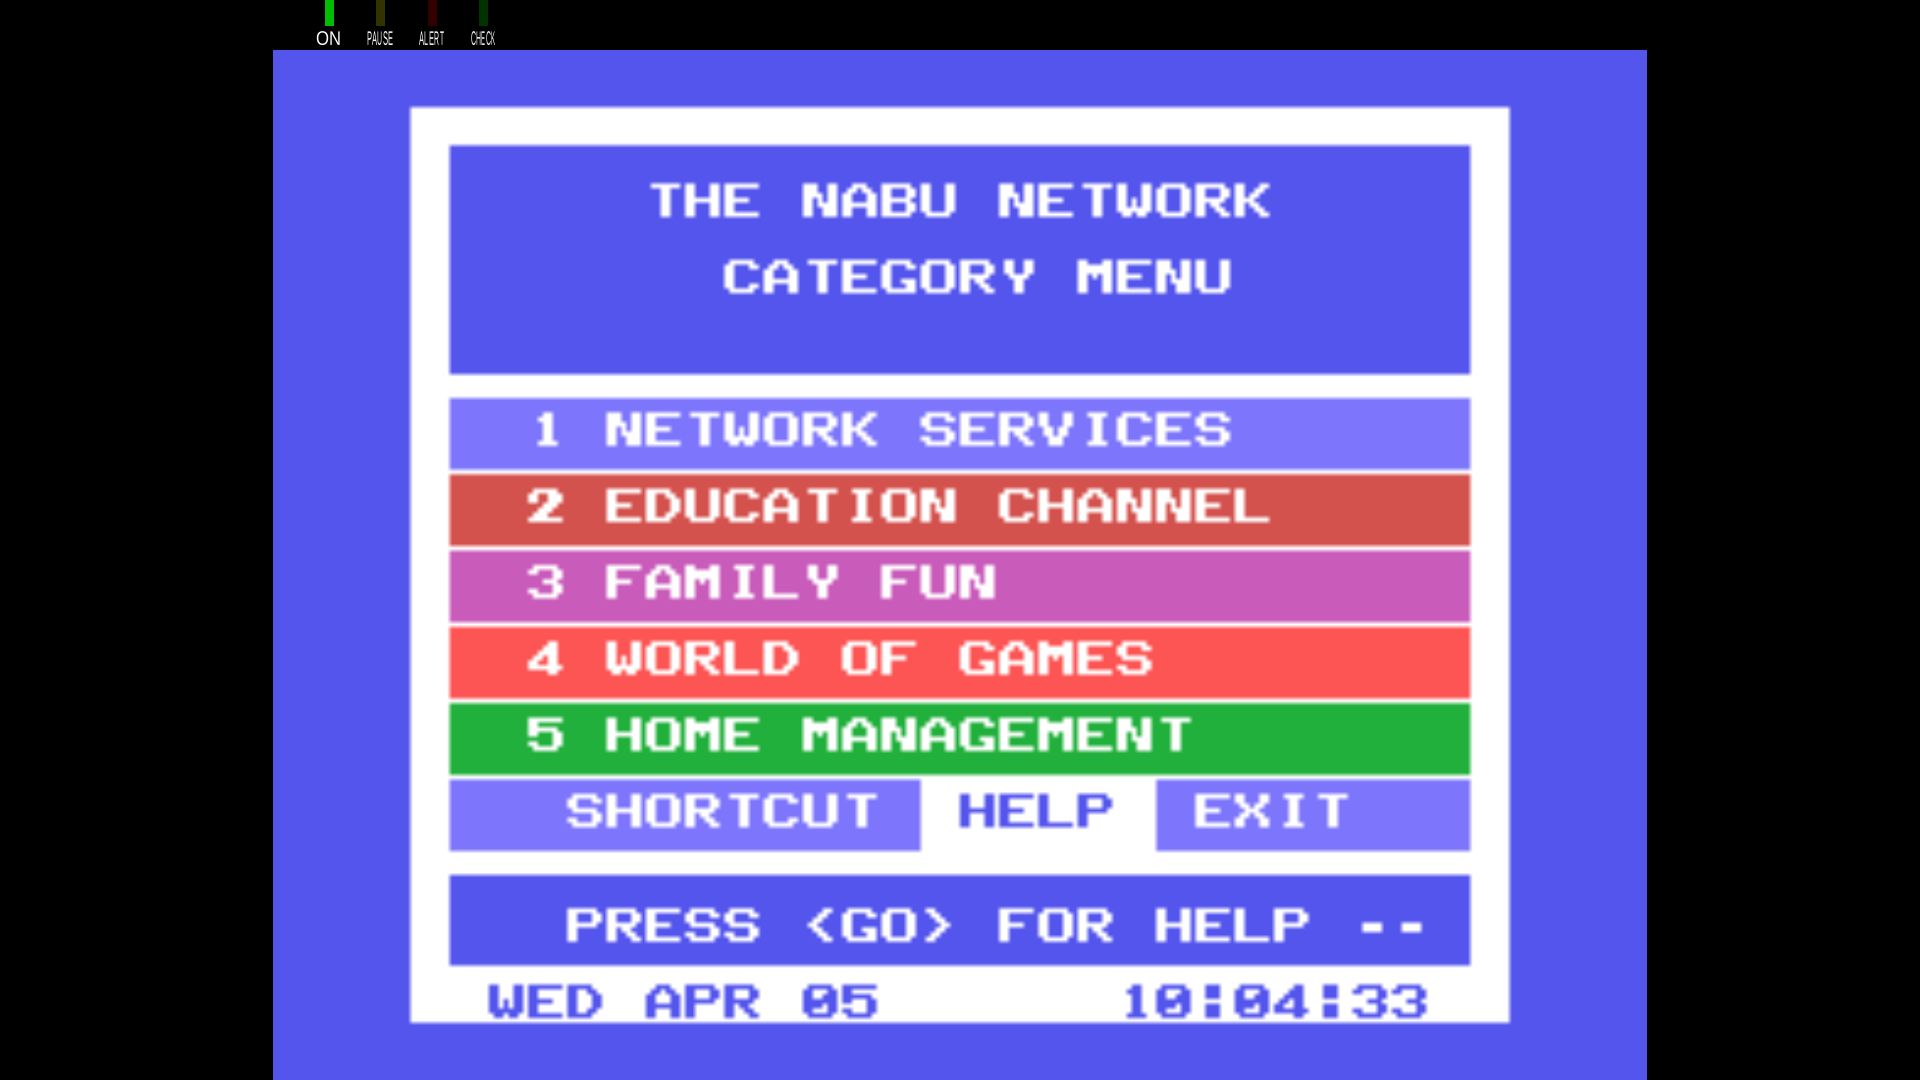 ON PAUSE ALERT CHECK
THE NABU NETWORK
CATEGORY MENU
1 NETWORK SERVICES
2 EDUCATION CHANNEL
3 FAMILY FUN
4 WORLD OF GAMES
5 HOME MANAGEMENT
SHORTCUT HELP EXIT
PRESS <GO> FOR HELP --
WED APR 05 10:04:33